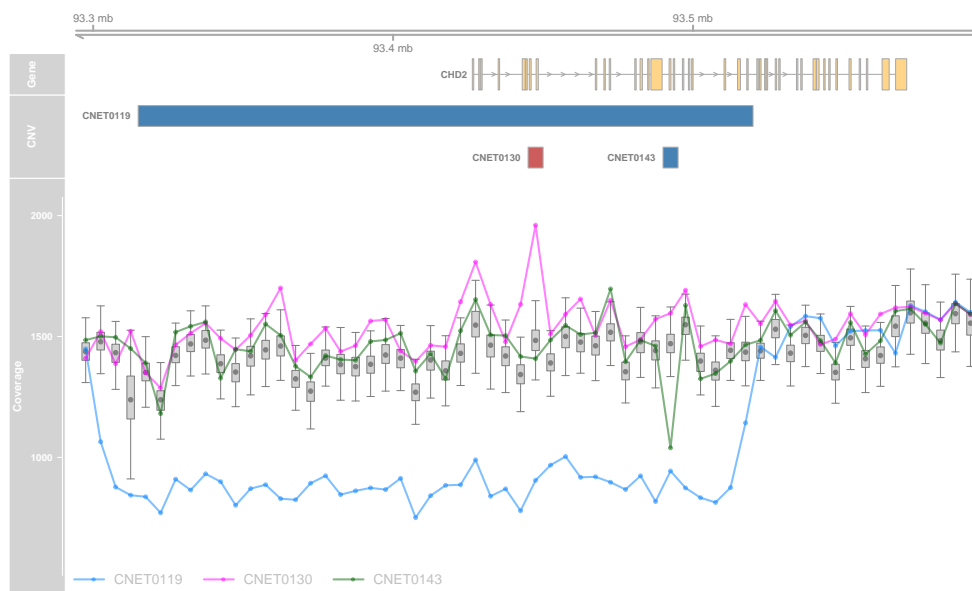 93.3 mb
93.5 mb
93.4 mb
Gene
CHD2
CNV
CNET0119
CNET0130
CNET0143
Coverage
2000
1500
1000
CNET0119
CNET0130
CNET0143